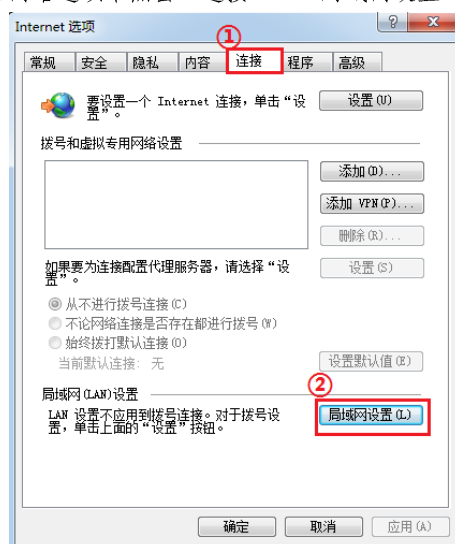 Internet 选项
①
常规 安全 隐私 内容 连接 程序 高级
要设置一个 Internet 连接，单击“设置”。
设置(U)
拨号和虚拟专用网络设置
添加(D)...
添加 VPN(P)...
删除(R)...
如果要为连接配置代理服务器，请选择“设置”。
设置(S)
从不进行拨号连接(C)
不论网络连接是否存在都进行拨号(W)
始终拨打默认连接(O)
当前默认连接: 无
设置默认值(E)
②
局域网(LAN)设置
LAN 设置不应用到拨号连接。对于拨号设
置，单击上面的“设置”按钮。
局域网设置(L)
确定 取消 应用(A)